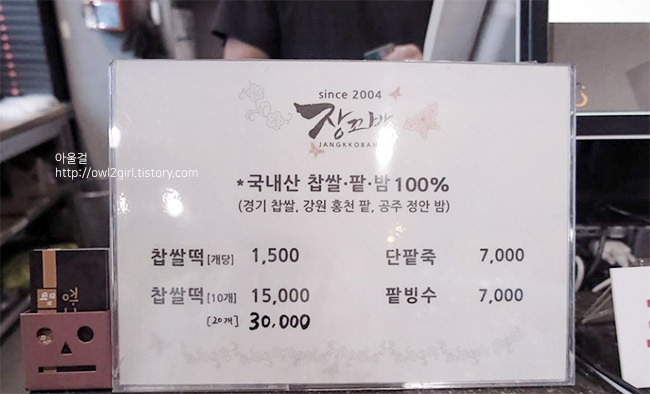 since 2004
장꼬방
JANGKKOBANG
아울걸
http://owl2girl.tistory.com
*국내산 찹쌀·팥·밤 100%
(경기 찹쌀, 강원 홍천 팥, 공주 정안 밤)
찹쌀떡 [개당] 1,500 단팥죽 7,000
찹쌀떡 [10개] 15,000 팥빙수 7,000
[20개] 30,000